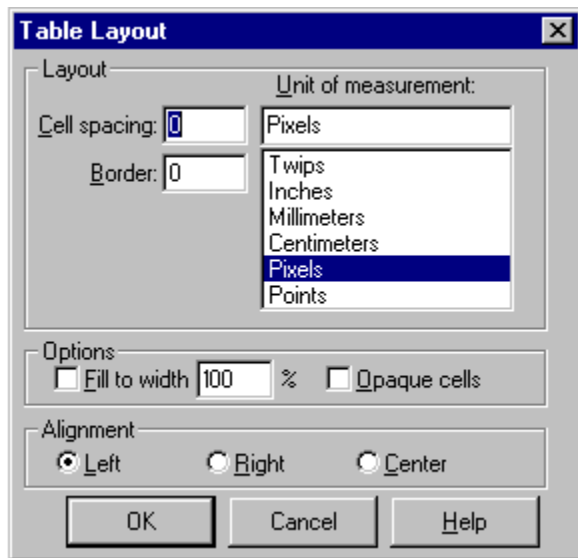 Table Layout
Layout
Unit of measurement:
Cell spacing: 0
Pixels
Border: 0
Twips
Inches
Millimeters
Centimeters
Pixels
Points
Options
Fill to width 100 % Opaque cells
Alignment
Left Right Center
OK Cancel Help